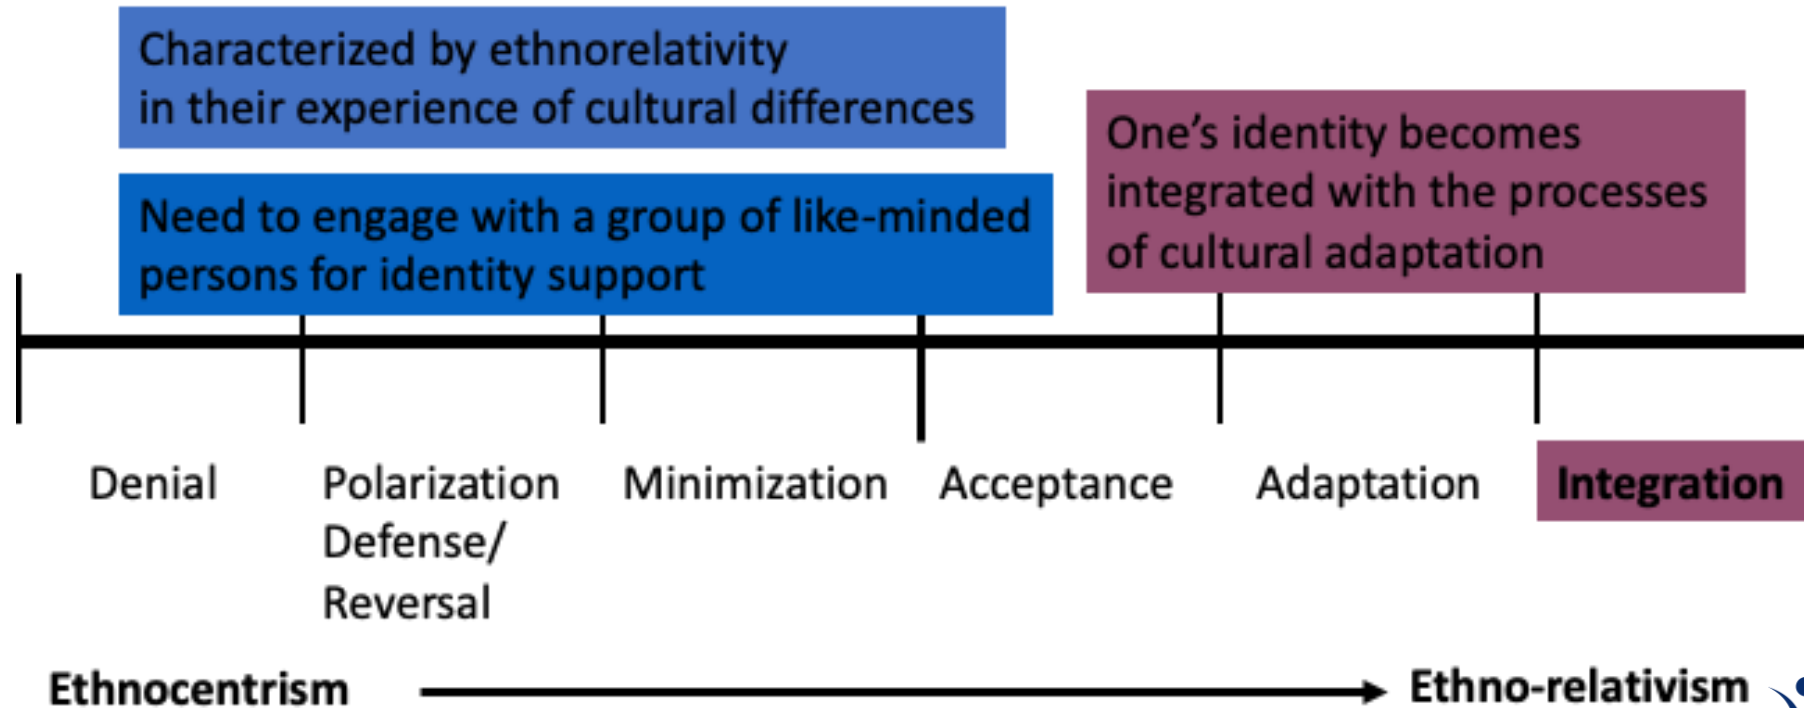 Characterized by ethnorelativity
in their experience of cultural differences
Need to engage with a group of like-minded
persons for identity support
One’s identity becomes
integrated with the processes
of cultural adaptation
Denial
Polarization
Defense/
Reversal
Minimization
Acceptance
Adaptation
Integration
Ethnocentrism
Ethno-relativism